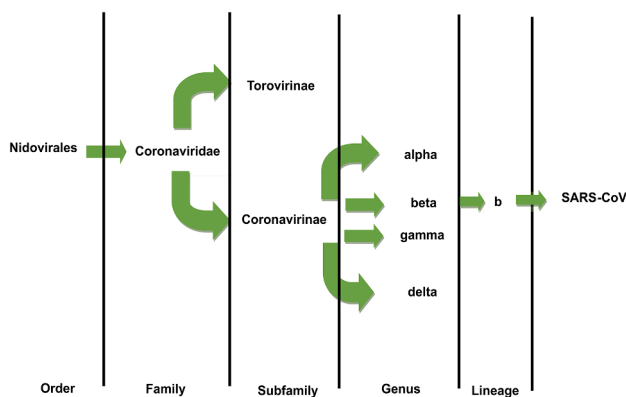 Torovirinae
Nidovirales
Coronaviridae
alpha
Coronavirinae
beta
b
SARS-CoV
gamma
delta
Order
Family
Subfamily
Genus
Lineage